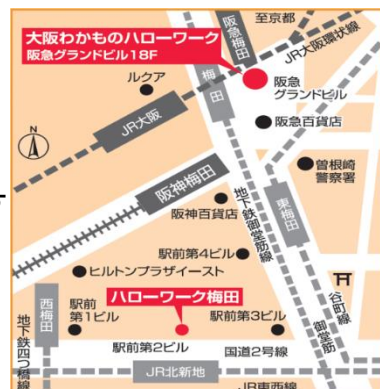 至京都
阪急梅田
JR大阪環状線
大阪わかものハローワーク
阪急グランドビル18F
梅田
ルクア
阪急
グランドビル
JR大阪
阪急百貨店
N
曽根崎
警察署
阪神梅田
阪神百貨店
地下鉄御堂筋線
東梅田
駅前第4ビル
ヒルトンプラザイースト
ハローワーク梅田
谷町線
御堂筋
西梅田
駅前
第1ビル
駅前第3ビル
駅前第2ビル
国道2号線
地下鉄四つ橋線
JR北新地
JR東西線
す